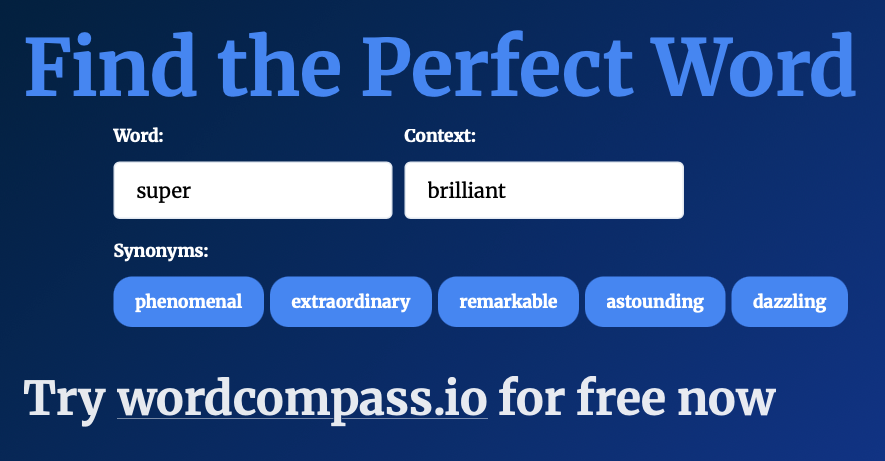 Find the Perfect Word
Word: Context:
super brilliant
Synonyms:
phenomenal extraordinary remarkable astounding dazzling
Try wordcompass.io for free now